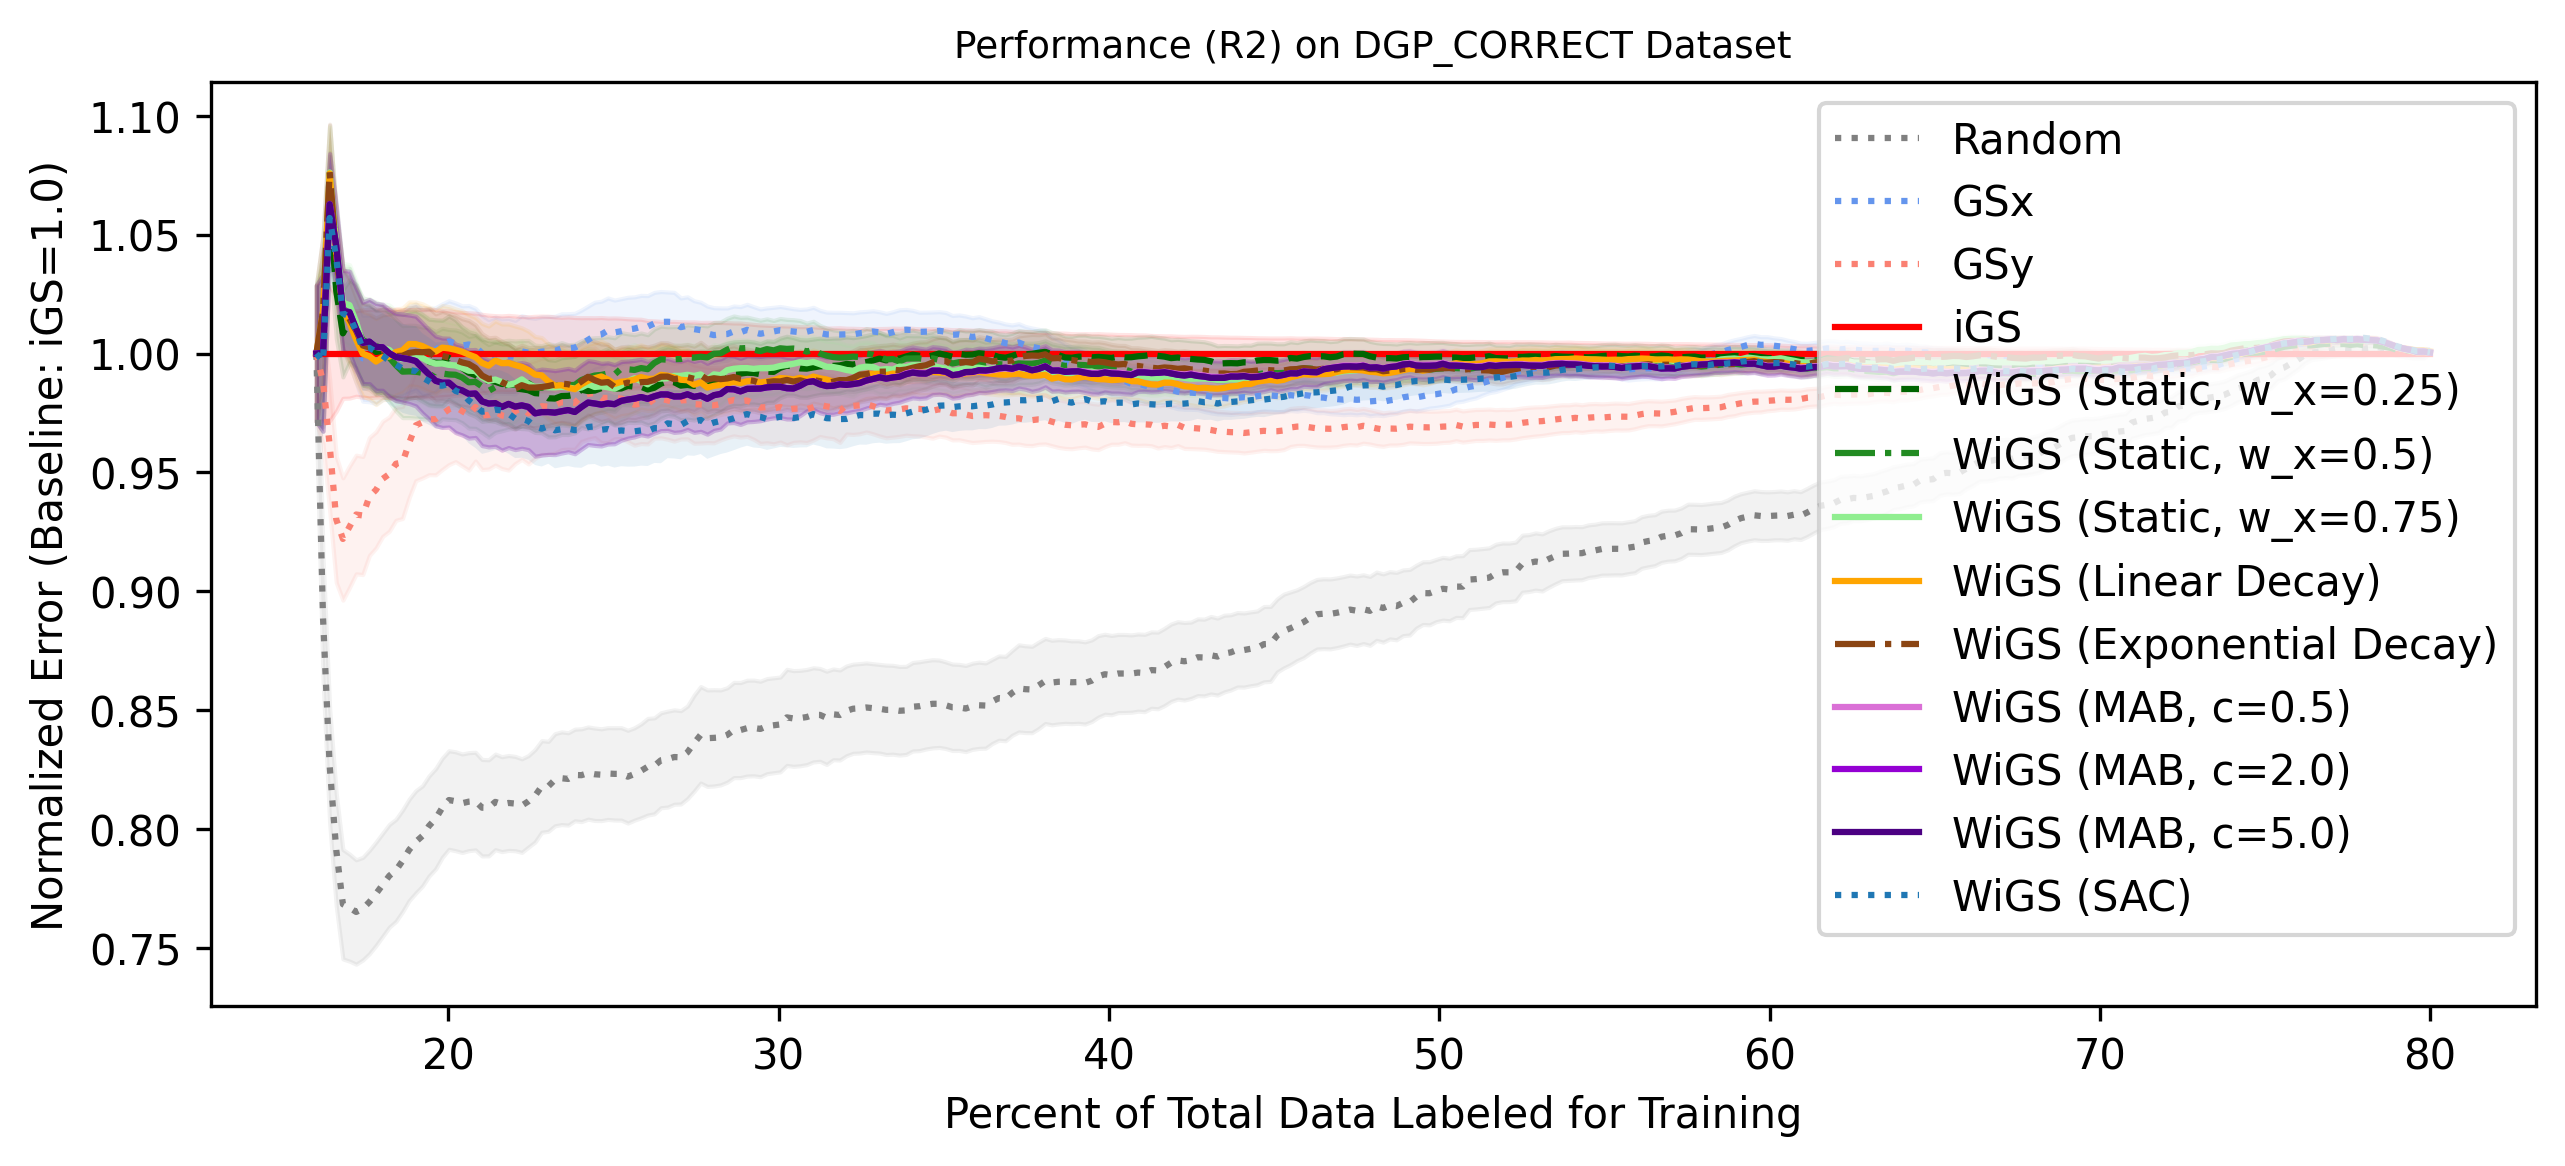 Performance (R2) on DGP_CORRECT Dataset
Normalized Error (Baseline: iGS=1.0)
1.10
1.05
1.00
0.95
0.90
0.85
0.80
0.75
Random
GSx
GSy
iGS
WiGS (Static, w_x=0.25)
WiGS (Static, w_x=0.5)
WiGS (Static, w_x=0.75)
WiGS (Linear Decay)
WiGS (Exponential Decay)
WiGS (MAB, c=0.5)
WiGS (MAB, c=2.0)
WiGS (MAB, c=5.0)
WiGS (SAC)
20 30 40 50 60 70 80
Percent of Total Data Labeled for Training